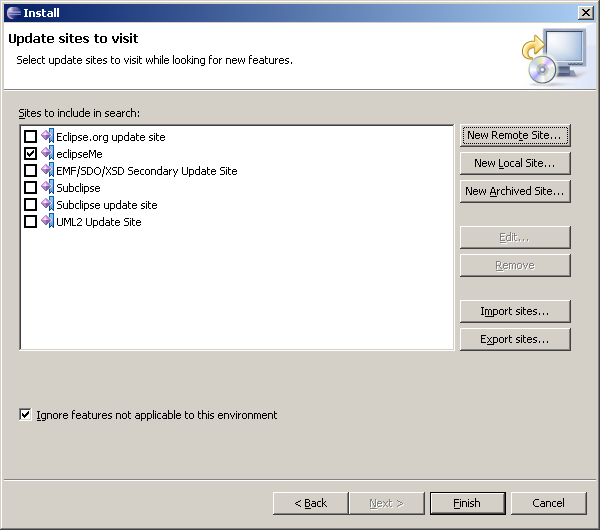 Install
Update sites to visit
Select update sites to visit while looking for new features.
Sites to include in search:
Eclipse.org update site
eclipseMe
EMF/SDO/XSD Secondary Update Site
Subclipse
Subclipse update site
UML2 Update Site
New Remote Site...
New Local Site...
New Archived Site...
Edit...
Remove
Import sites...
Export sites...
Ignore features not applicable to this environment
< Back
Next >
Finish
Cancel